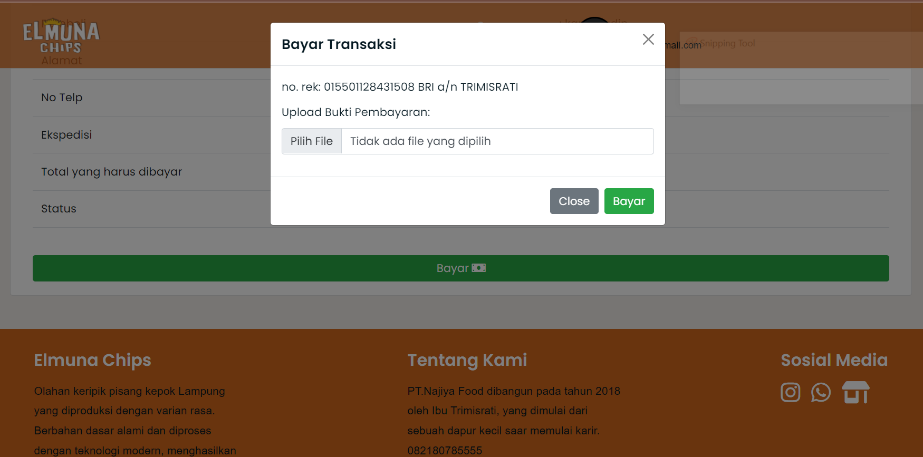 ELMUNA
CHIPS
mail.com
Snipping Tool
Alamat
Bayar Transaksi
no. rek: 015501128431508 BRI a/n TRIMISRATI
Upload Bukti Pembayaran:
Pilih File Tidak ada file yang dipilih
Close Bayar
No Telp
Ekspedisi
Total yang harus dibayar
Status
Bayar
Elmuna Chips
Olahan keripik pisang kepok Lampung
yang diproduksi dengan varian rasa.
Berbahan dasar alami dan diproses
dengan teknologi modern, menghasilkan
Tentang Kami
PT.Najiya Food dibangun pada tahun 2018
oleh Ibu Trimisrati, yang dimulai dari
sebuah dapur kecil saar memulai karir.
082180785555
Sosial Media